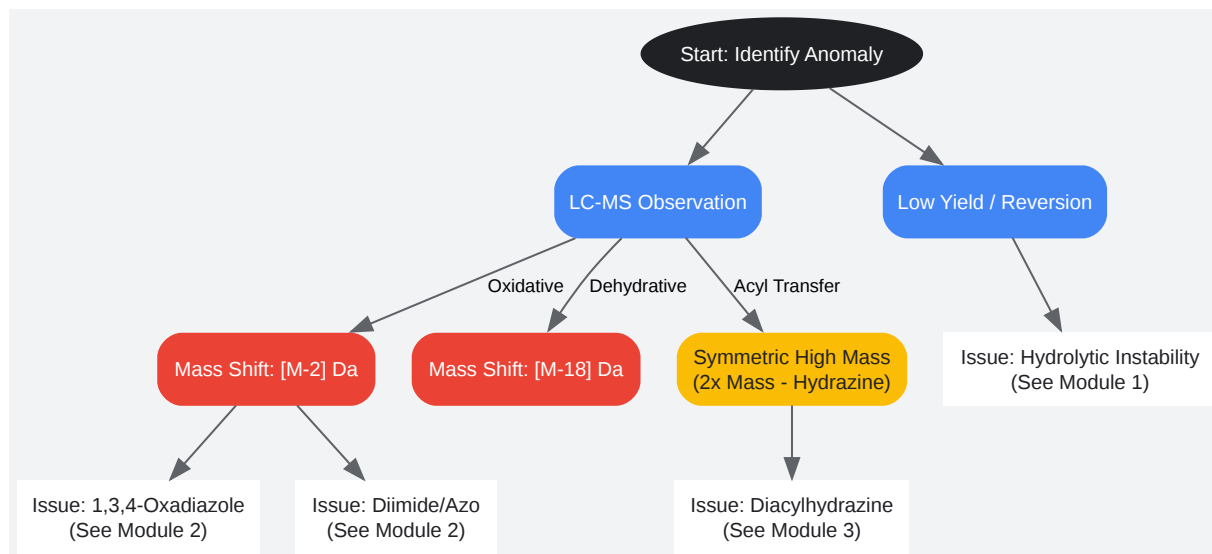 Start: Identify Anomaly
LC-MS Observation
Low Yield / Reversion
Oxidative
Dehydrative
Acyl Transfer
Mass Shift: [M-2] Da
Mass Shift: [M-18] Da
Symmetric High Mass
(2x Mass - Hydrazine)
Issue: Hydrolytic Instability
(See Module 1)
Issue: 1,3,4-Oxadiazole
(See Module 2)
Issue: Diimide/Azo
(See Module 2)
Issue: Diacylhydrazine
(See Module 3)